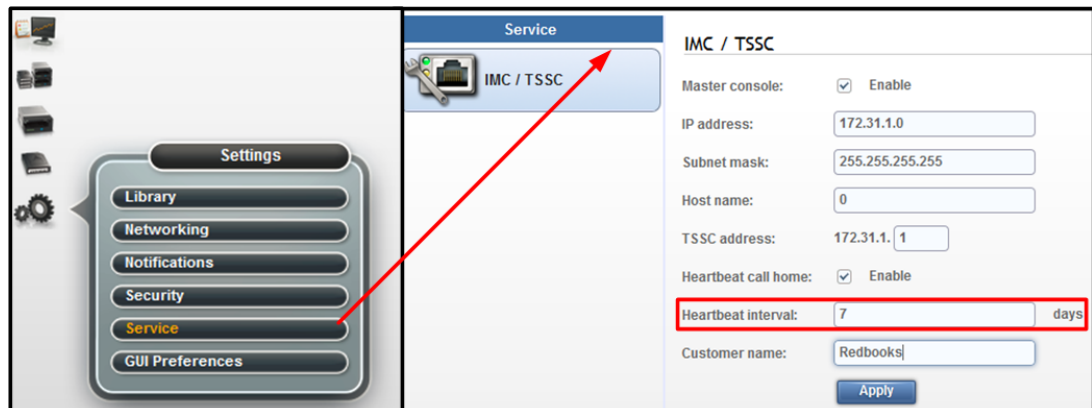 Settings
Library
Networking
Notifications
Security
Service
GUI Preferences
Service
IMC / TSSC
IMC / TSSC
Master console: Enable
IP address: 172.31.1.0
Subnet mask: 255.255.255.255
Host name: 0
TSSC address: 172.31.1. 1
Heartbeat call home: Enable
Heartbeat interval: 7 days
Customer name: Redbooks
Apply